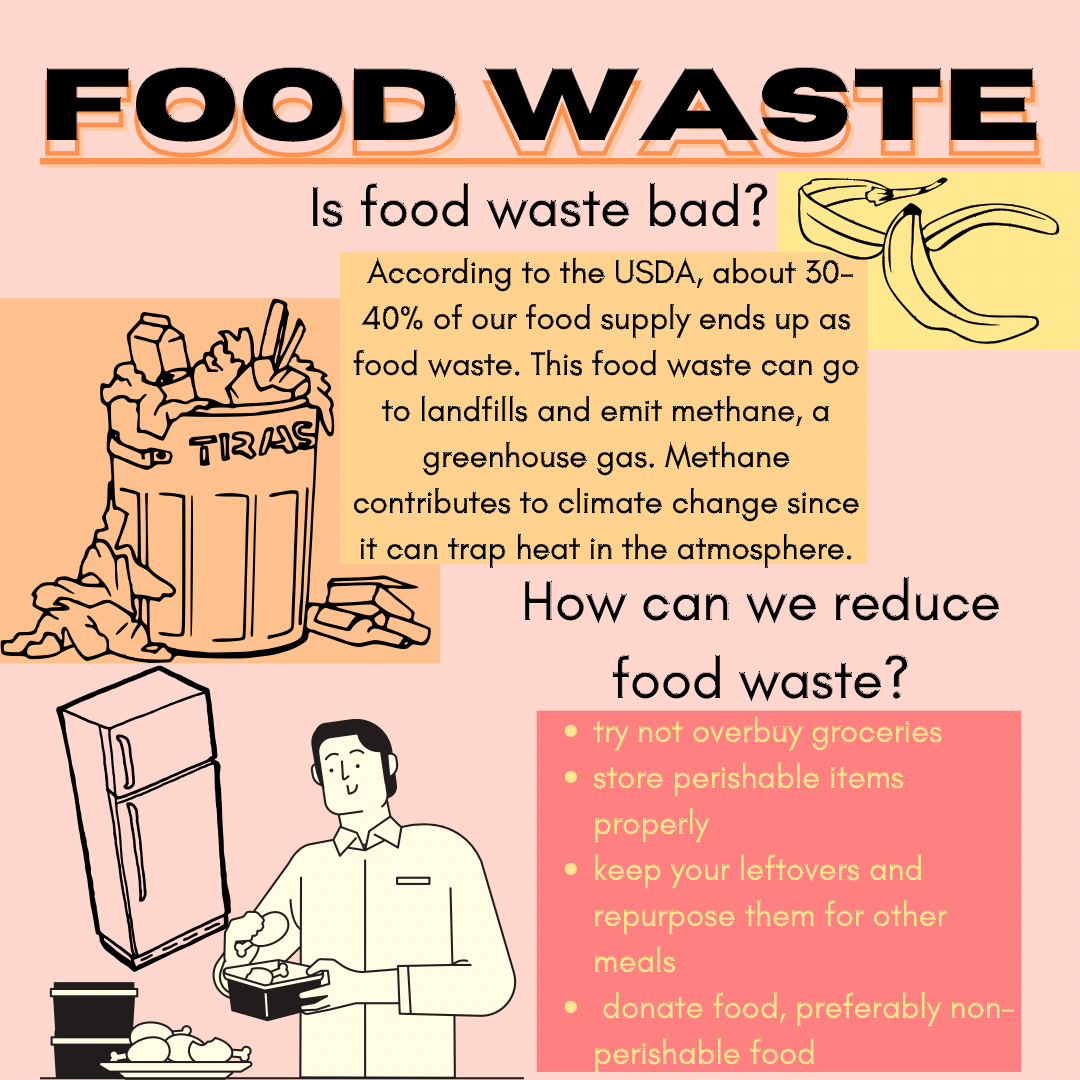 FOOD WASTE
Is food waste bad?
According to the USDA, about 30-
40% of our food supply ends up as
food waste. This food waste can go
to landfills and emit methane, a
greenhouse gas. Methane
contributes to climate change since
it can trap heat in the atmosphere.
TRAS
How can we reduce
food waste?
• try not overbuy groceries
• store perishable items
properly
• keep your leftovers and
repurpose them for other
meals
• donate food, preferably non-
perishable food